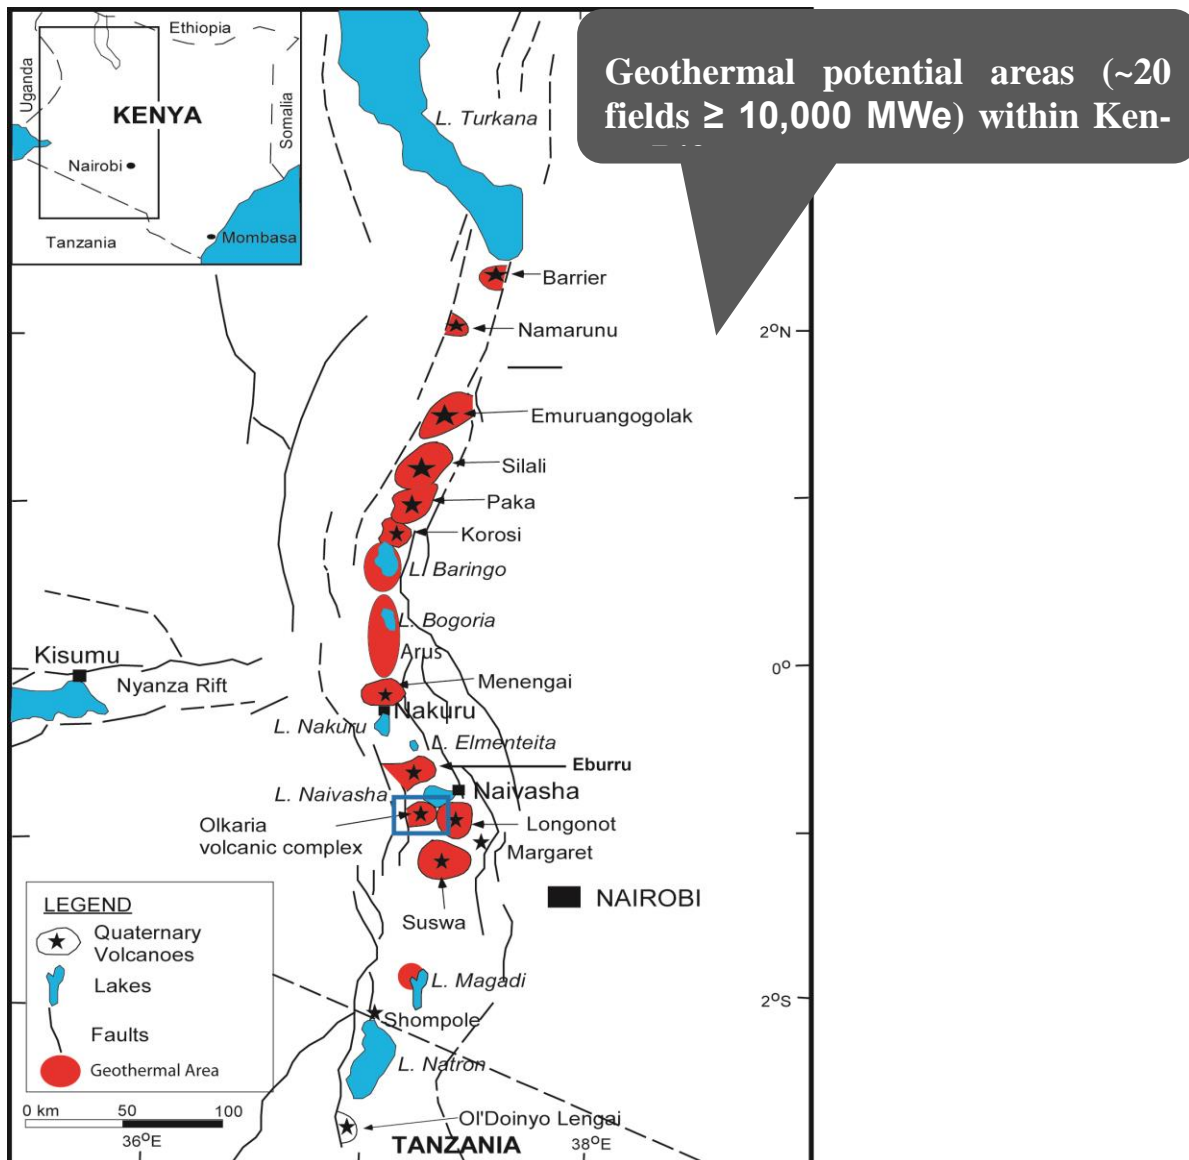 Ethiopia
Uganda
KENYA
Somalia
Nairobi
Tanzania
Mombasa
Geothermal potential areas (~20
fields ≥ 10,000 MWe) within Ken-
L. Turkana
Barrier
Namarunu
2°N
Emuruangogolak
Silali
Paka
Korosi
L. Baringo
L. Bogoria
Arus
Kisumu
Nyanza Rift
0°
Menengai
Nakuru
L. Nakuru
L. Elmenteita
Eburru
L. Naivasha
Naivasha
Olkaria
volcanic complex
Longonot
Margaret
Suswa
NAIROBI
LEGEND
Quaternary
Volcanoes
Lakes
Faults
Geothermal Area
L. Magadi
2°S
Shompole
L. Natron
0 km 50 100
36°E
Ol'Doinyo Lengai
TANZANIA
38°E